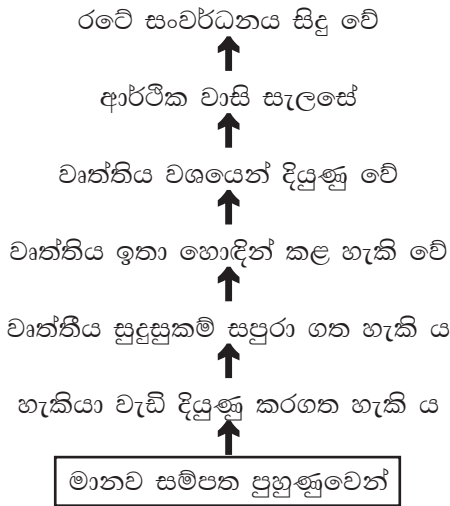 රටේ සංවර්ධනය සිදු වේ
ආර්ථික වාසි සැලසේ
වෘත්තිය වශයෙන් දියුණු වේ
වෘත්තිය ඉතා හොඳින් කළ හැකි වේ
වෘත්තීය සුදුසුකම් සපුරා ගත හැකි ය
හැකියා වැඩි දියුණු කරගත හැකි ය
මානව සම්පත පුහුණුවෙන්